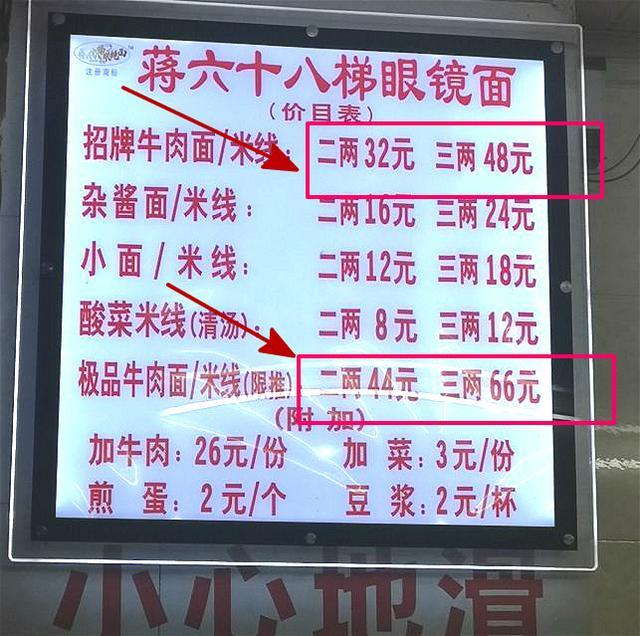 注册商标
蒋六十八梯眼镜面
(价目表)
招牌牛肉面/米线: 二两32元 三两48元
杂酱面/米线: 二两16元 三两24元
小面/米线: 二两12元 三两18元
酸菜米线(清汤): 二两8元 三两12元
极品牛肉面/米线(限推) 二两44元 三两66元
(附加)
加牛肉: 26元/份 加菜: 3元/份
煎蛋: 2元/个 豆浆: 2元/杯
小心地滑